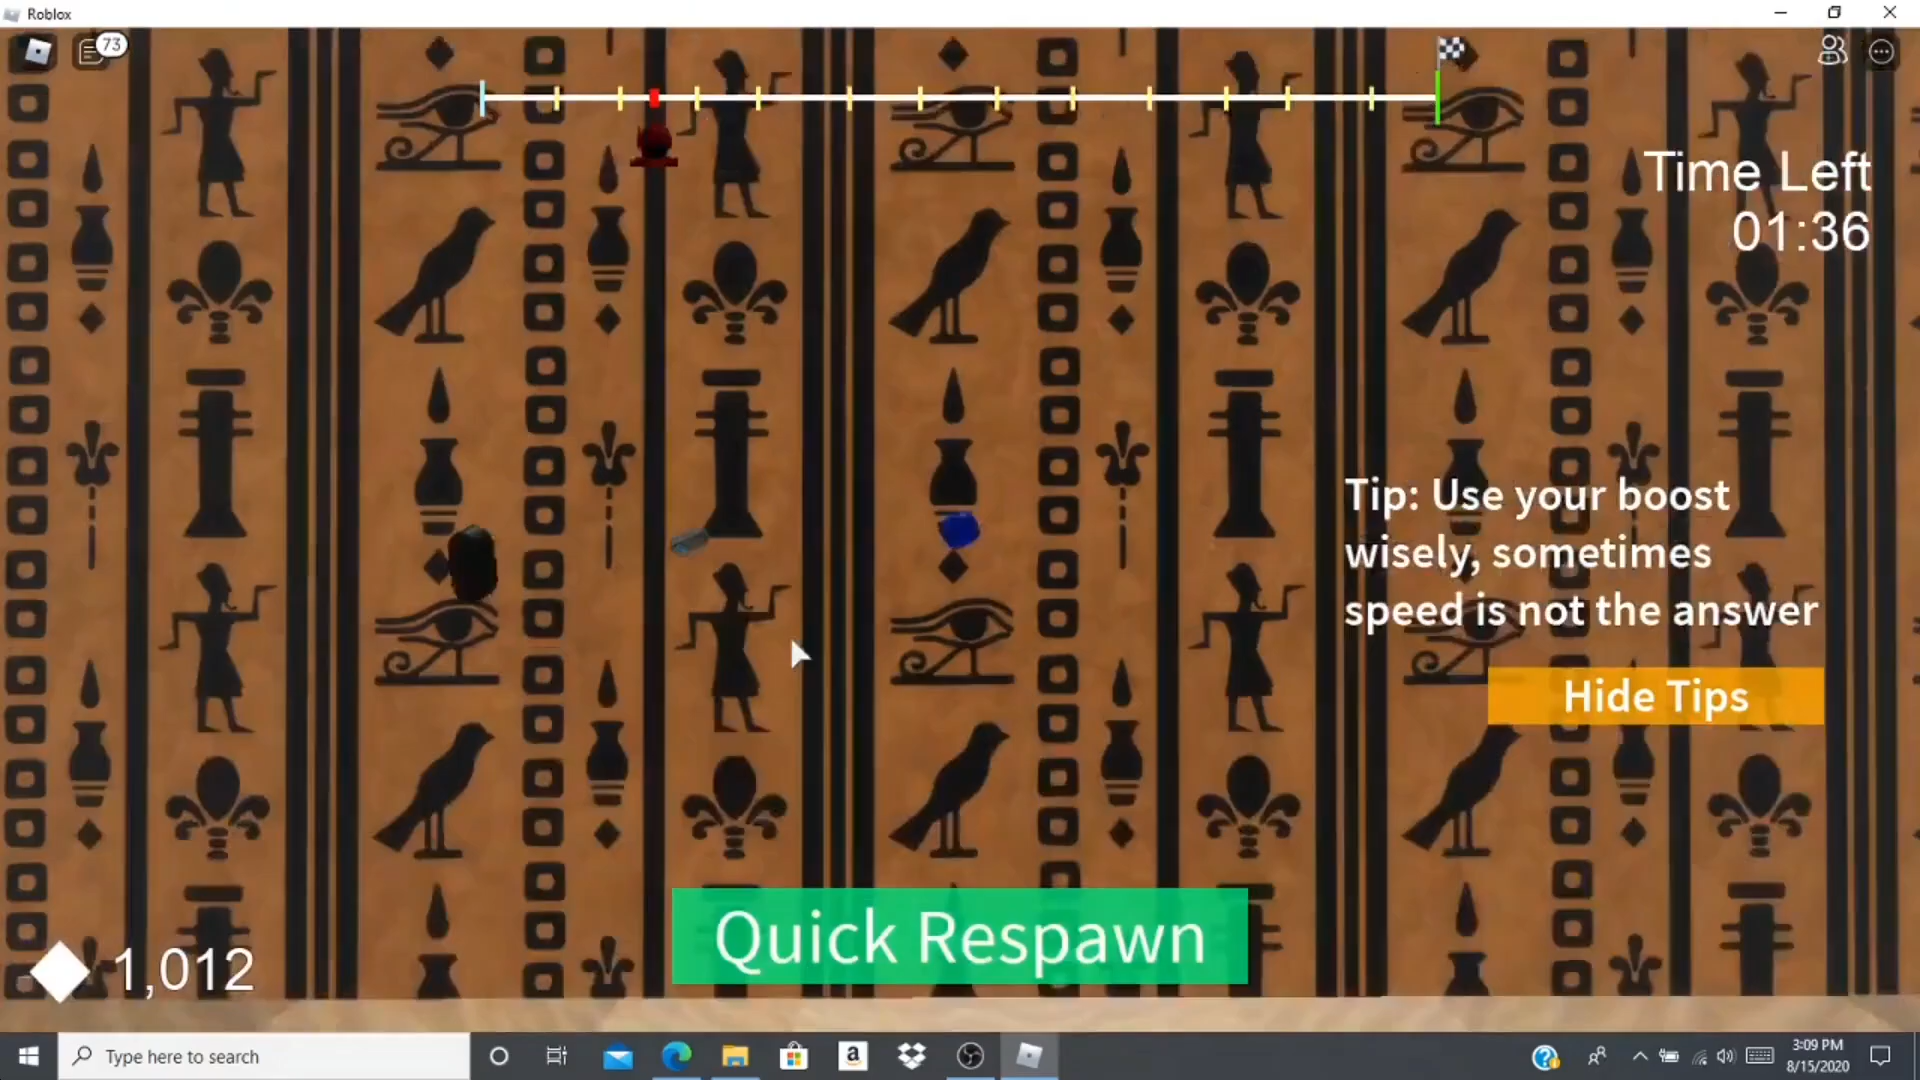 Roblox
73
Time Left
01:36
Tip: Use your boost
wisely, sometimes
speed is not the answer
Hide Tips
Quick Respawn
1,012
Type here to search
3:09 PM
8/15/2020